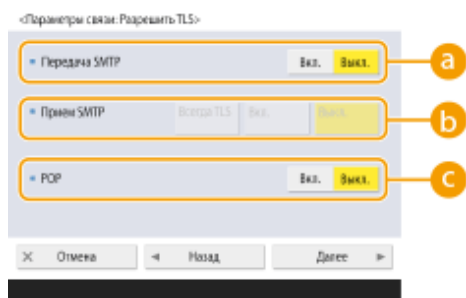 <Параметры связи: Разрешить TLS>
Передача SMTP Вкл. Выкл. a
Прием SMTP Всегда TLS Вкл. Выкл. b
POP Вкл. Выкл. c
× Отмена ◄ Назад Далее ►